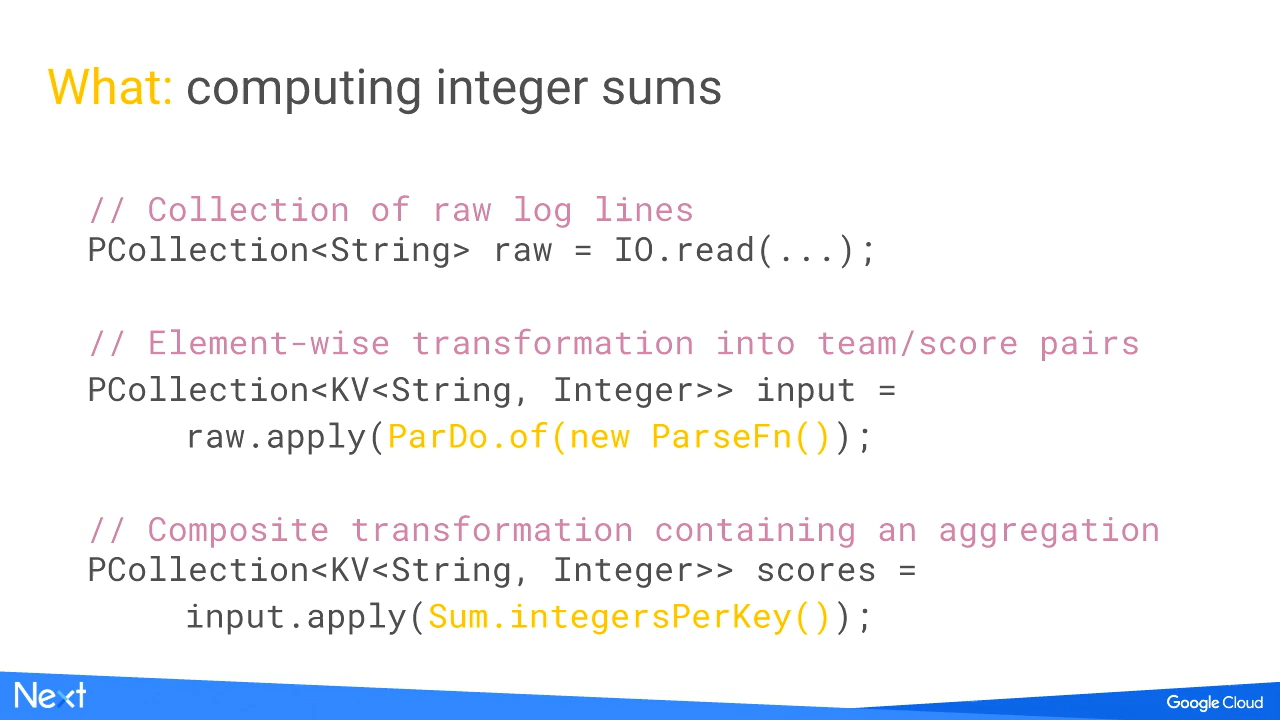 What: computing integer sums
// Collection of raw log lines
PCollection<String> raw = IO.read(...);
// Element-wise transformation into team/score pairs
PCollection<KV<String, Integer>> input =
raw.apply(ParDo.of(new ParseFn());
// Composite transformation containing an aggregation
PCollection<KV<String, Integer>> scores =
input.apply(Sum.integersPerKey());
Next
Google Cloud